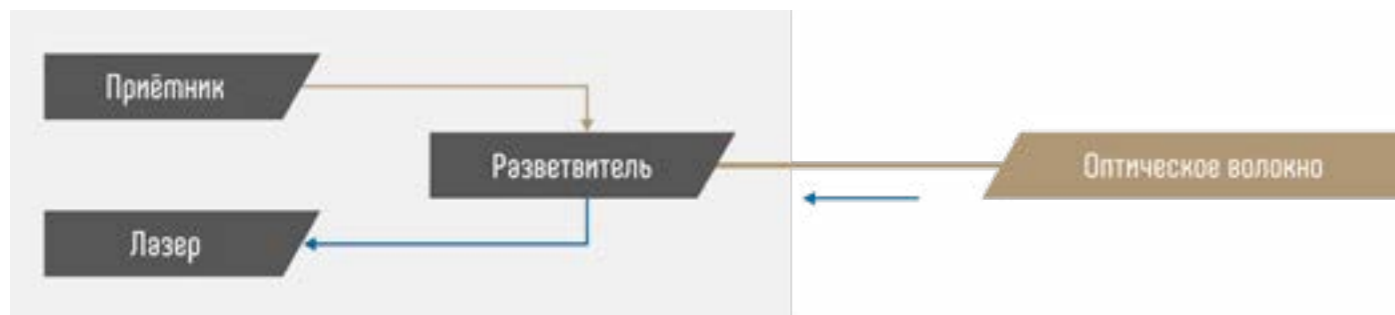 Приёмник
Разветвитель
Оптическое волокно
Лазер